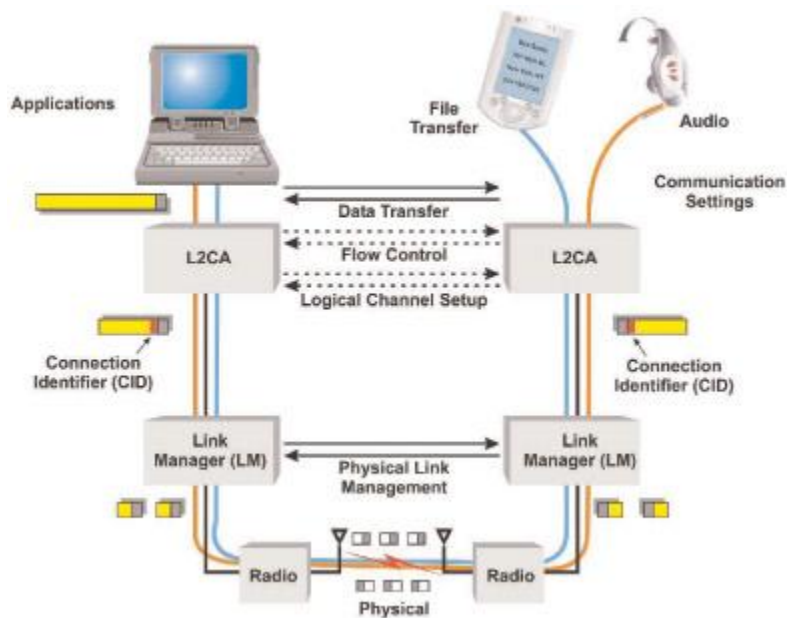 Applications
File
Transfer
Audio
Communication
Settings
Data Transfer
L2CA
Flow Control
L2CA
Logical Channel Setup
Connection
Identifier (CID)
Connection
Identifier (CID)
Link
Manager (LM)
Physical Link
Management
Link
Manager (LM)
Radio
Radio
Physical